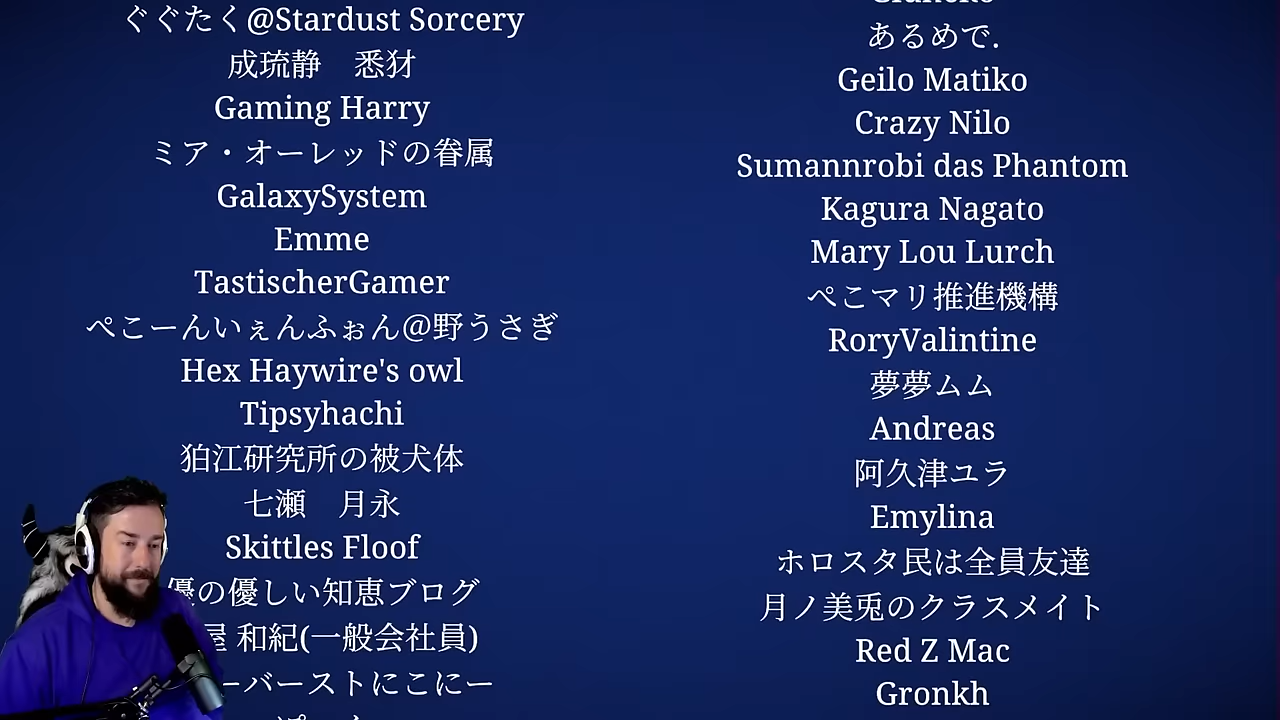 ぐぐたく@Stardust Sorcery
成琉静　悉犲
Gaming Harry
ミア・オーレッドの眷属
GalaxySystem
Emme
TastischerGamer
ぺこーんいぇんふぉん@野うさぎ
Hex Haywire's owl
Tipsyhachi
狛江研究所の被犬体
七瀬　月永
Skittles Floof
優の優しい知恵ブログ
屋 和紀(一般会社員)
ーバーストにこにー
あるめで.
Geilo Matiko
Crazy Nilo
Sumannrobi das Phantom
Kagura Nagato
Mary Lou Lurch
ぺこマリ推進機構
RoryValintine
夢夢ムム
Andreas
阿久津ユラ
Emylina
ホロスタ民は全員友達
月ノ美兎のクラスメイト
Red Z Mac
Gronkh